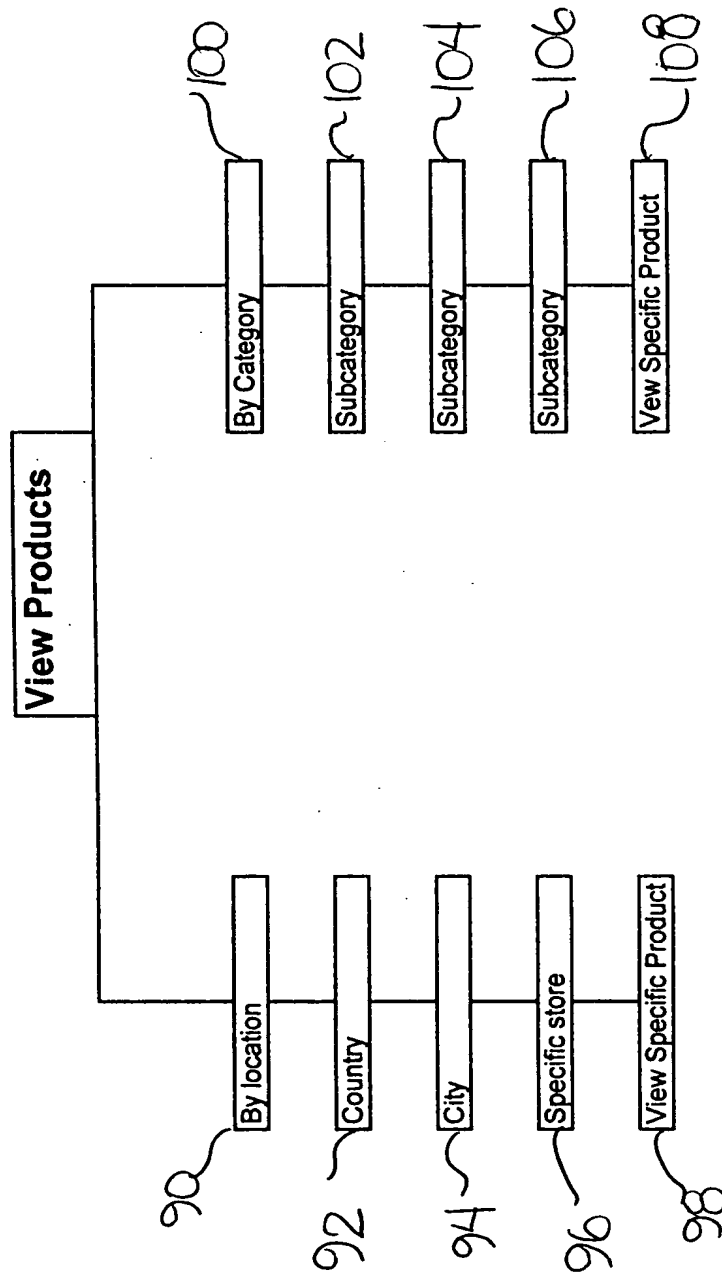 View Products
90
By location
92
Country
94
City
96
Specific store
98
View Specific Product
By Category
100
Subcategory
102
Subcategory
104
Subcategory
106
Vew Specific Product
108